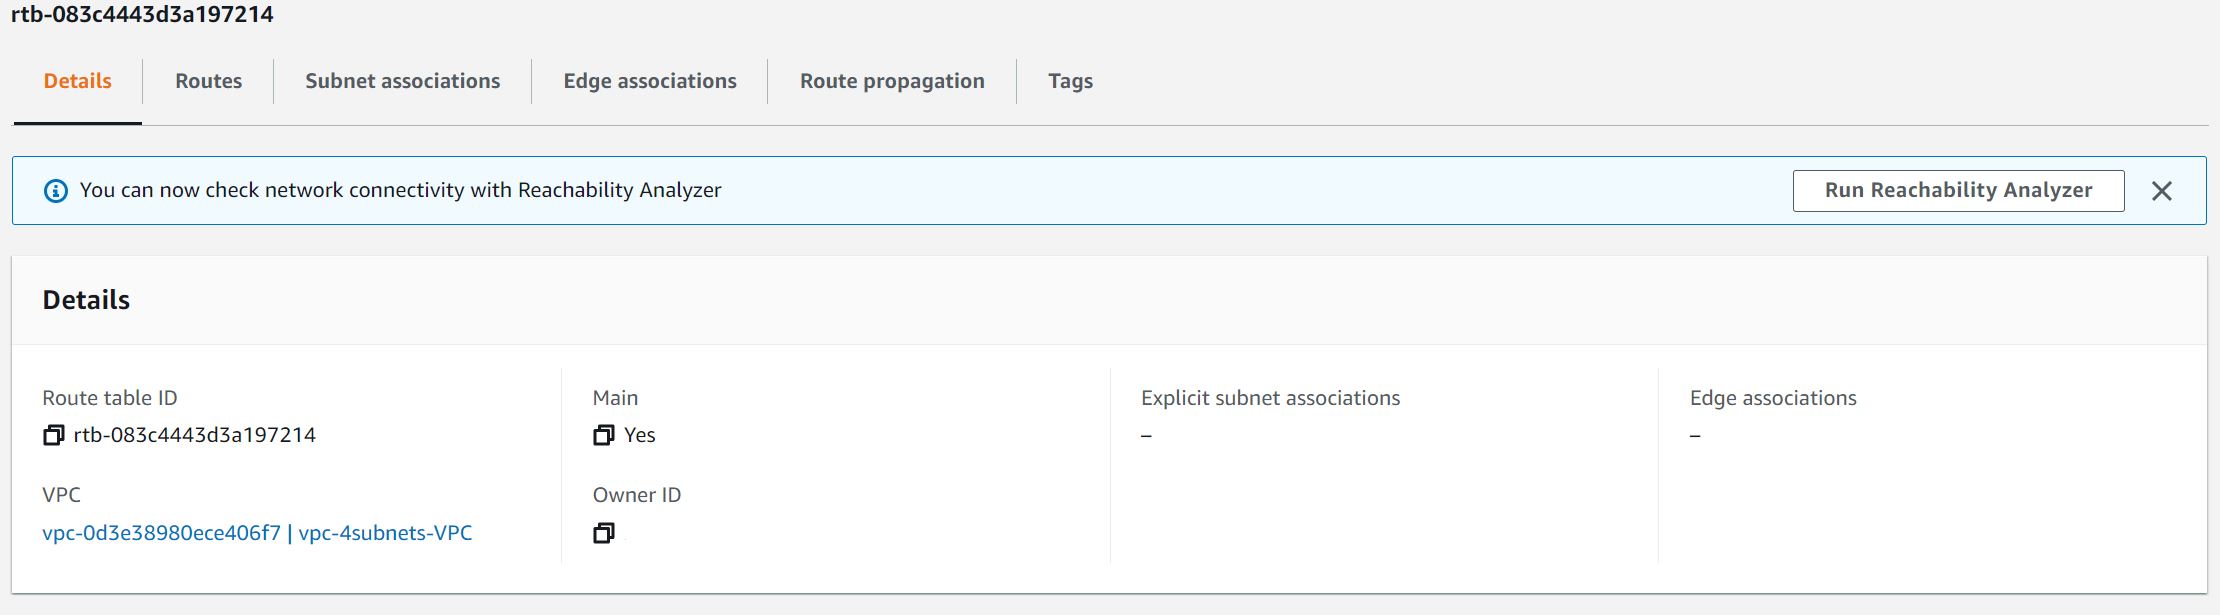 rtb-083c4443d3a197214
Details Routes Subnet associations Edge associations Route propagation Tags
You can now check network connectivity with Reachability Analyzer Run Reachability Analyzer
Details
Route table ID Main Explicit subnet associations Edge associations
rtb-083c4443d3a197214 Yes – –
VPC Owner ID
vpc-0d3e38980ece406f7 | vpc-4subnets-VPC